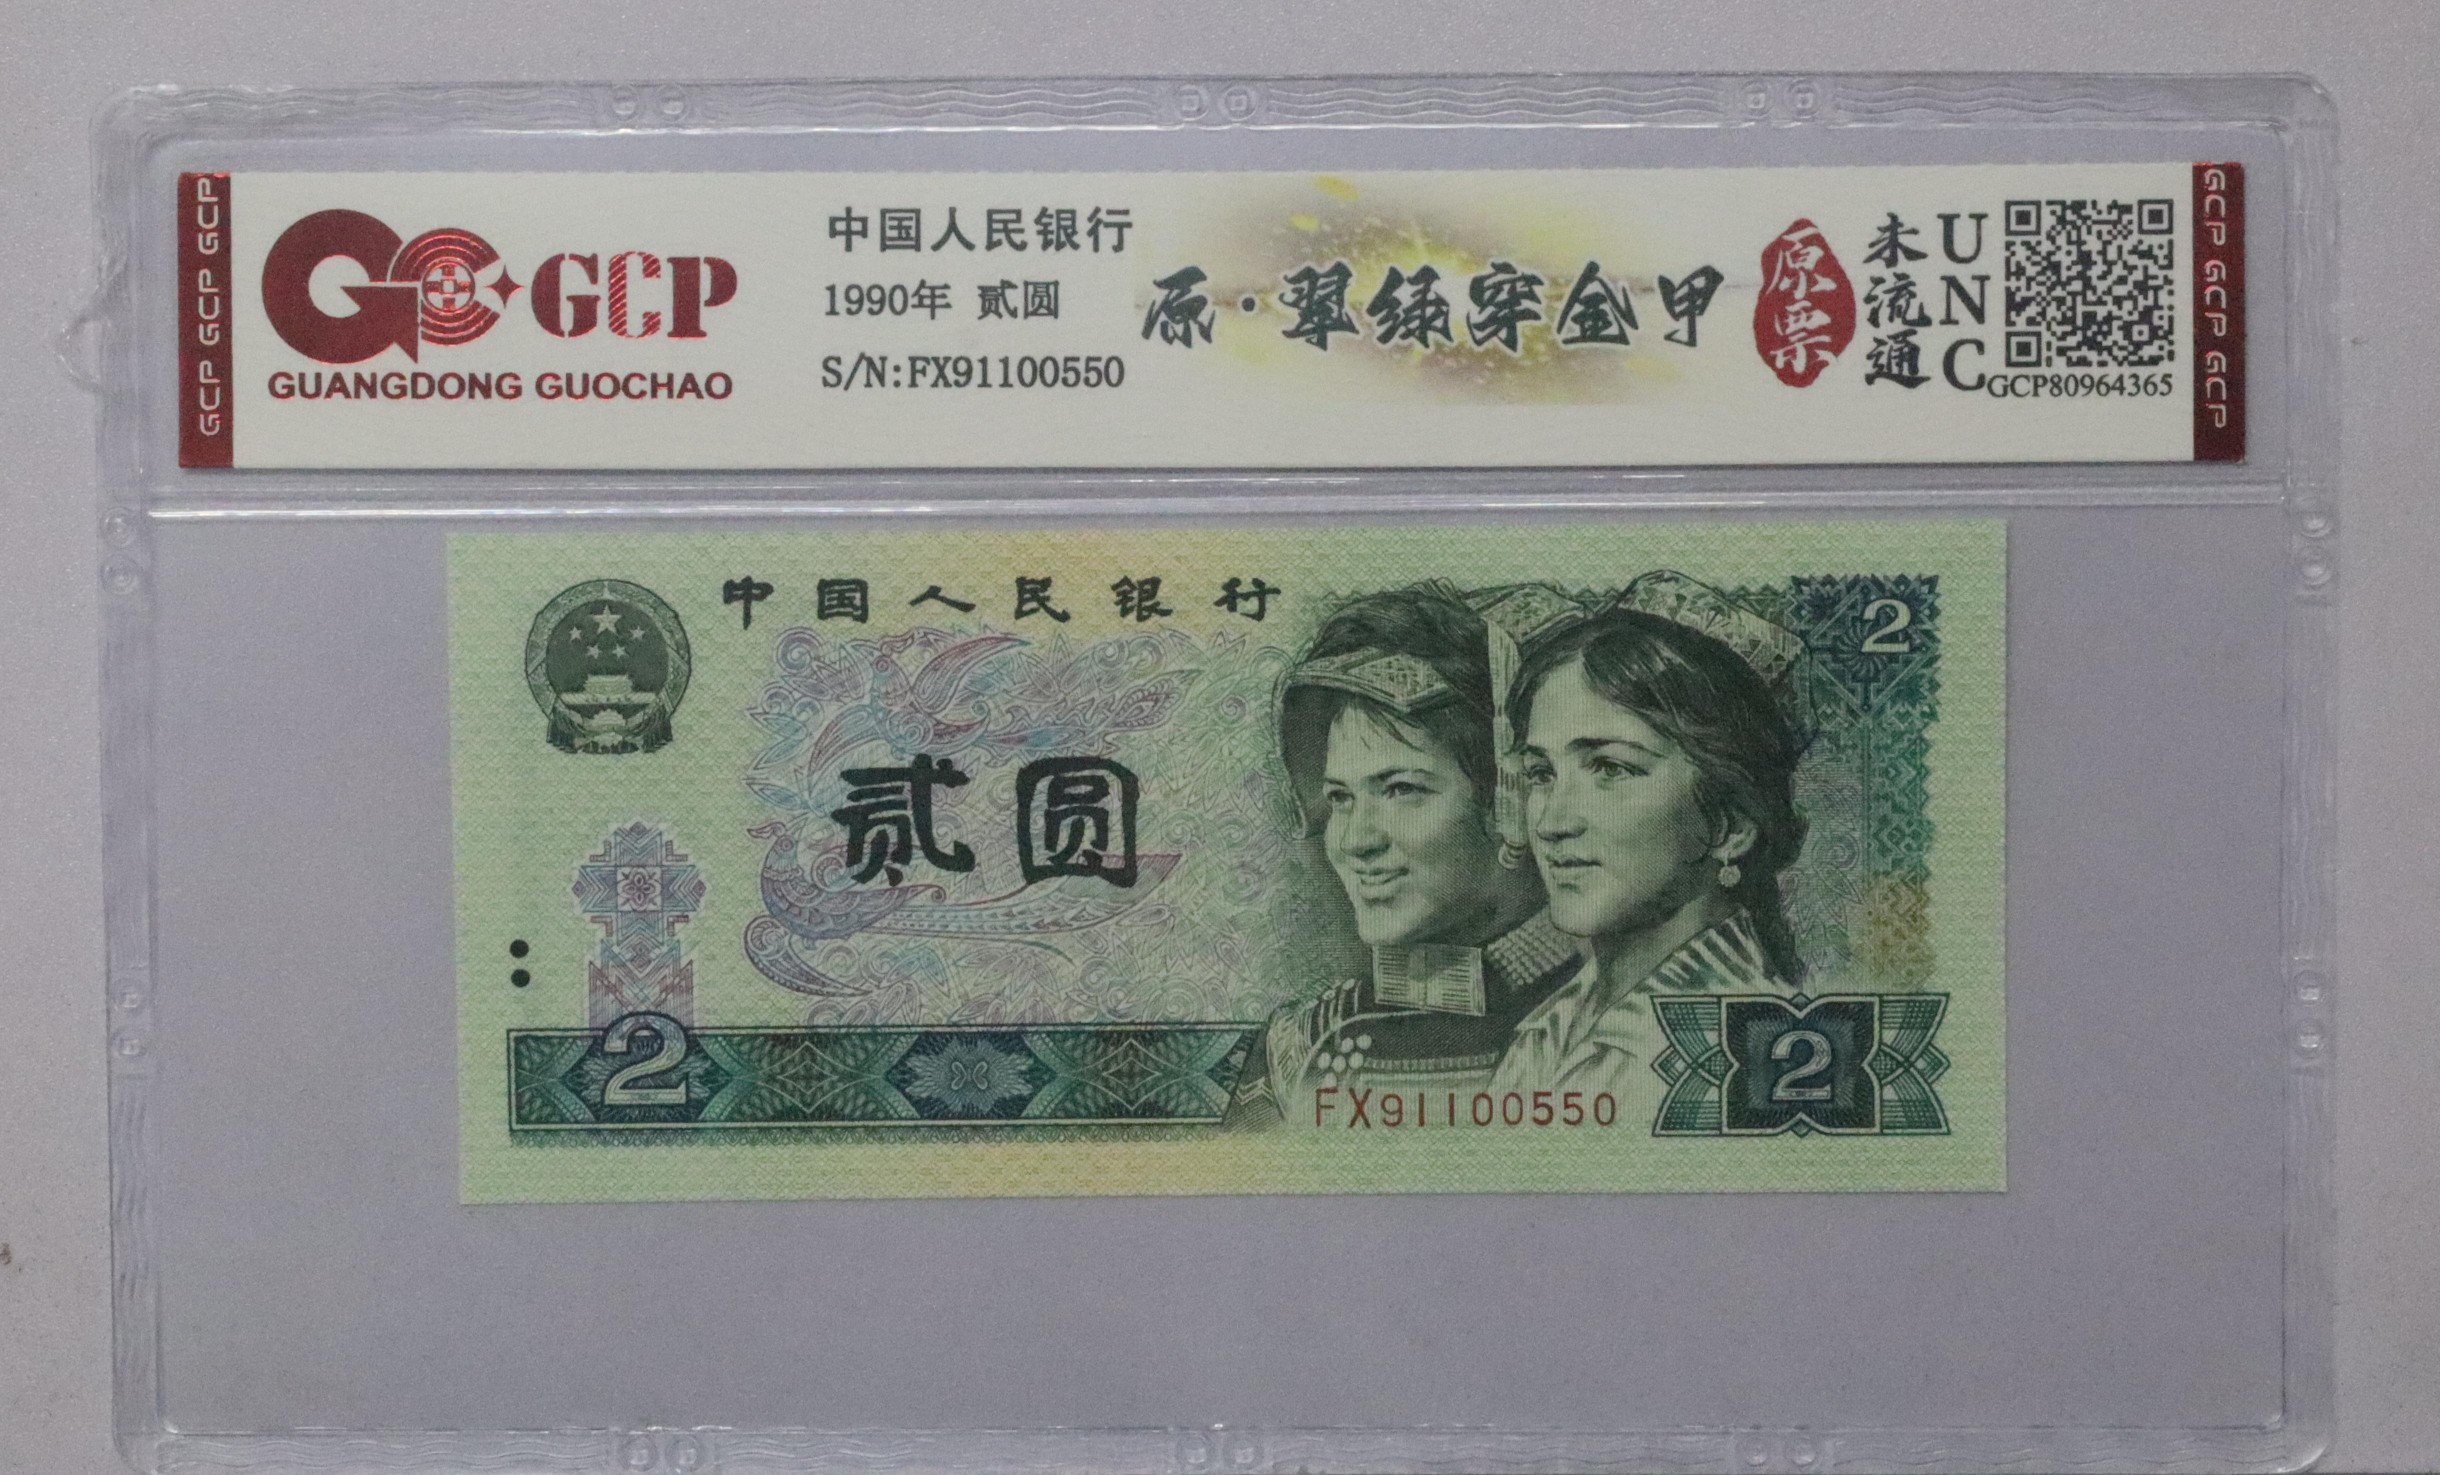 GCP GCP GCP
GCP
GUANGDONG GUOCHAO
中国人民银行
1990年 贰圆
S/N:FX91100550
原·翠绿穿金甲
原票
未流通
UNC
GCP80964365
GCP GCP GCP
中国人民银行
2
贰圆
2
2
FX91100550